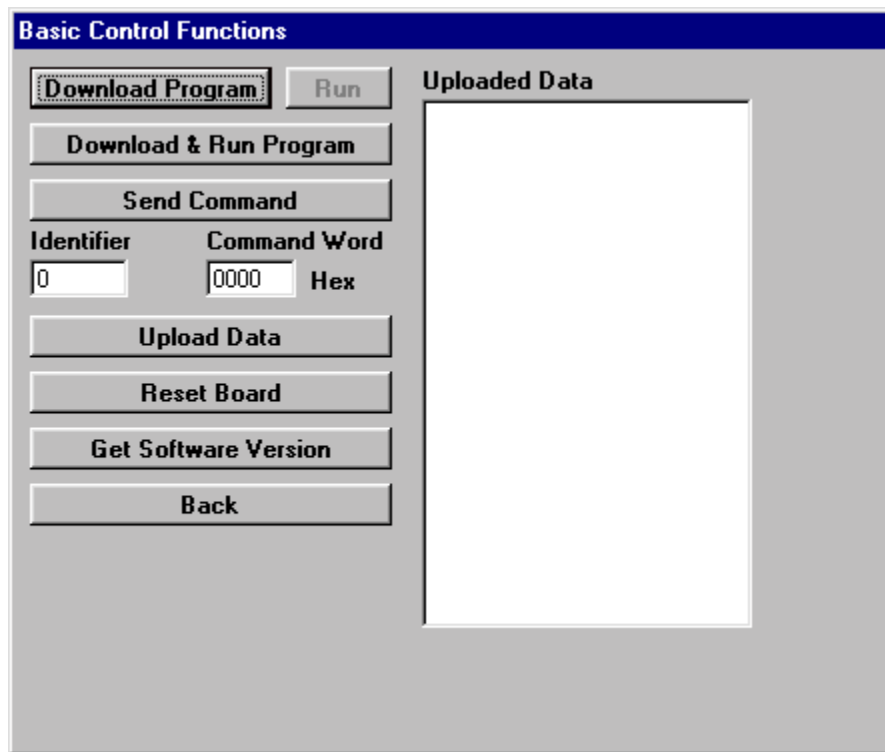 Basic Control Functions
Download Program Run
Download & Run Program
Send Command
Identifier Command Word
0 0000 Hex
Upload Data
Reset Board
Get Software Version
Back
Uploaded Data